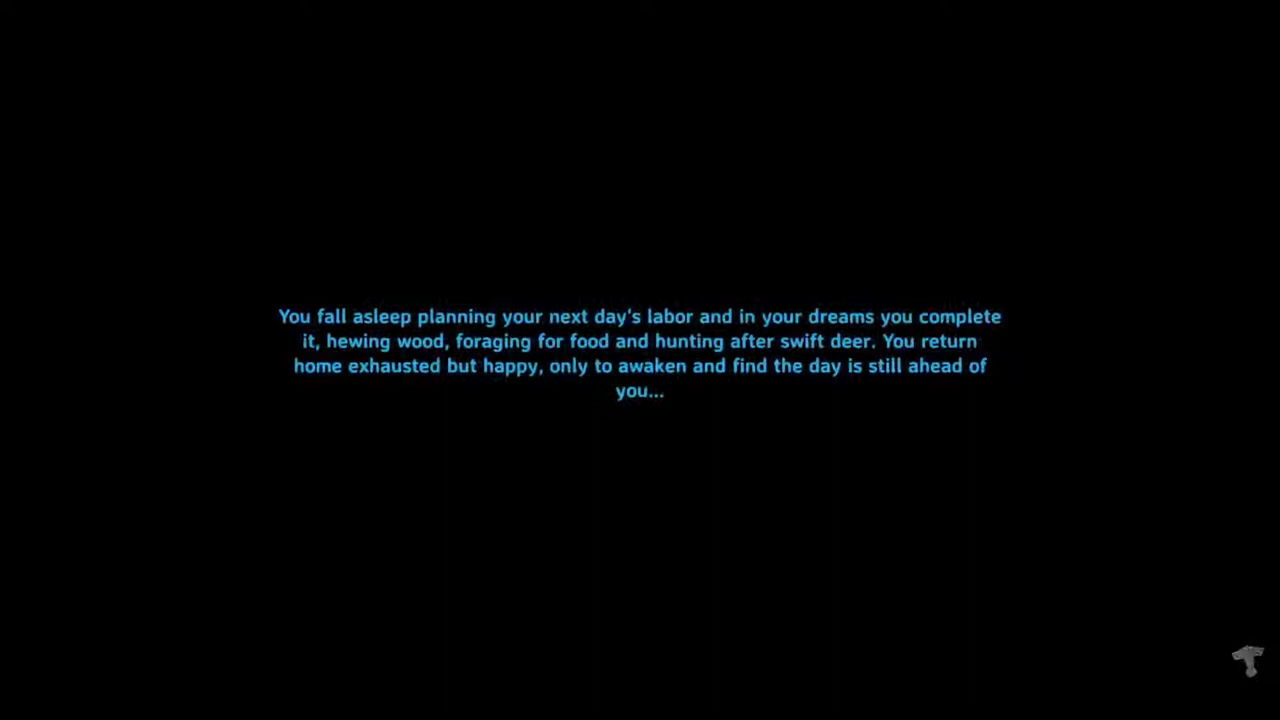 You fall asleep planning your next day's labor and in your dreams you complete
it, hewing wood, foraging for food and hunting after swift deer. You return
home exhausted but happy, only to awaken and find the day is still ahead of
you...